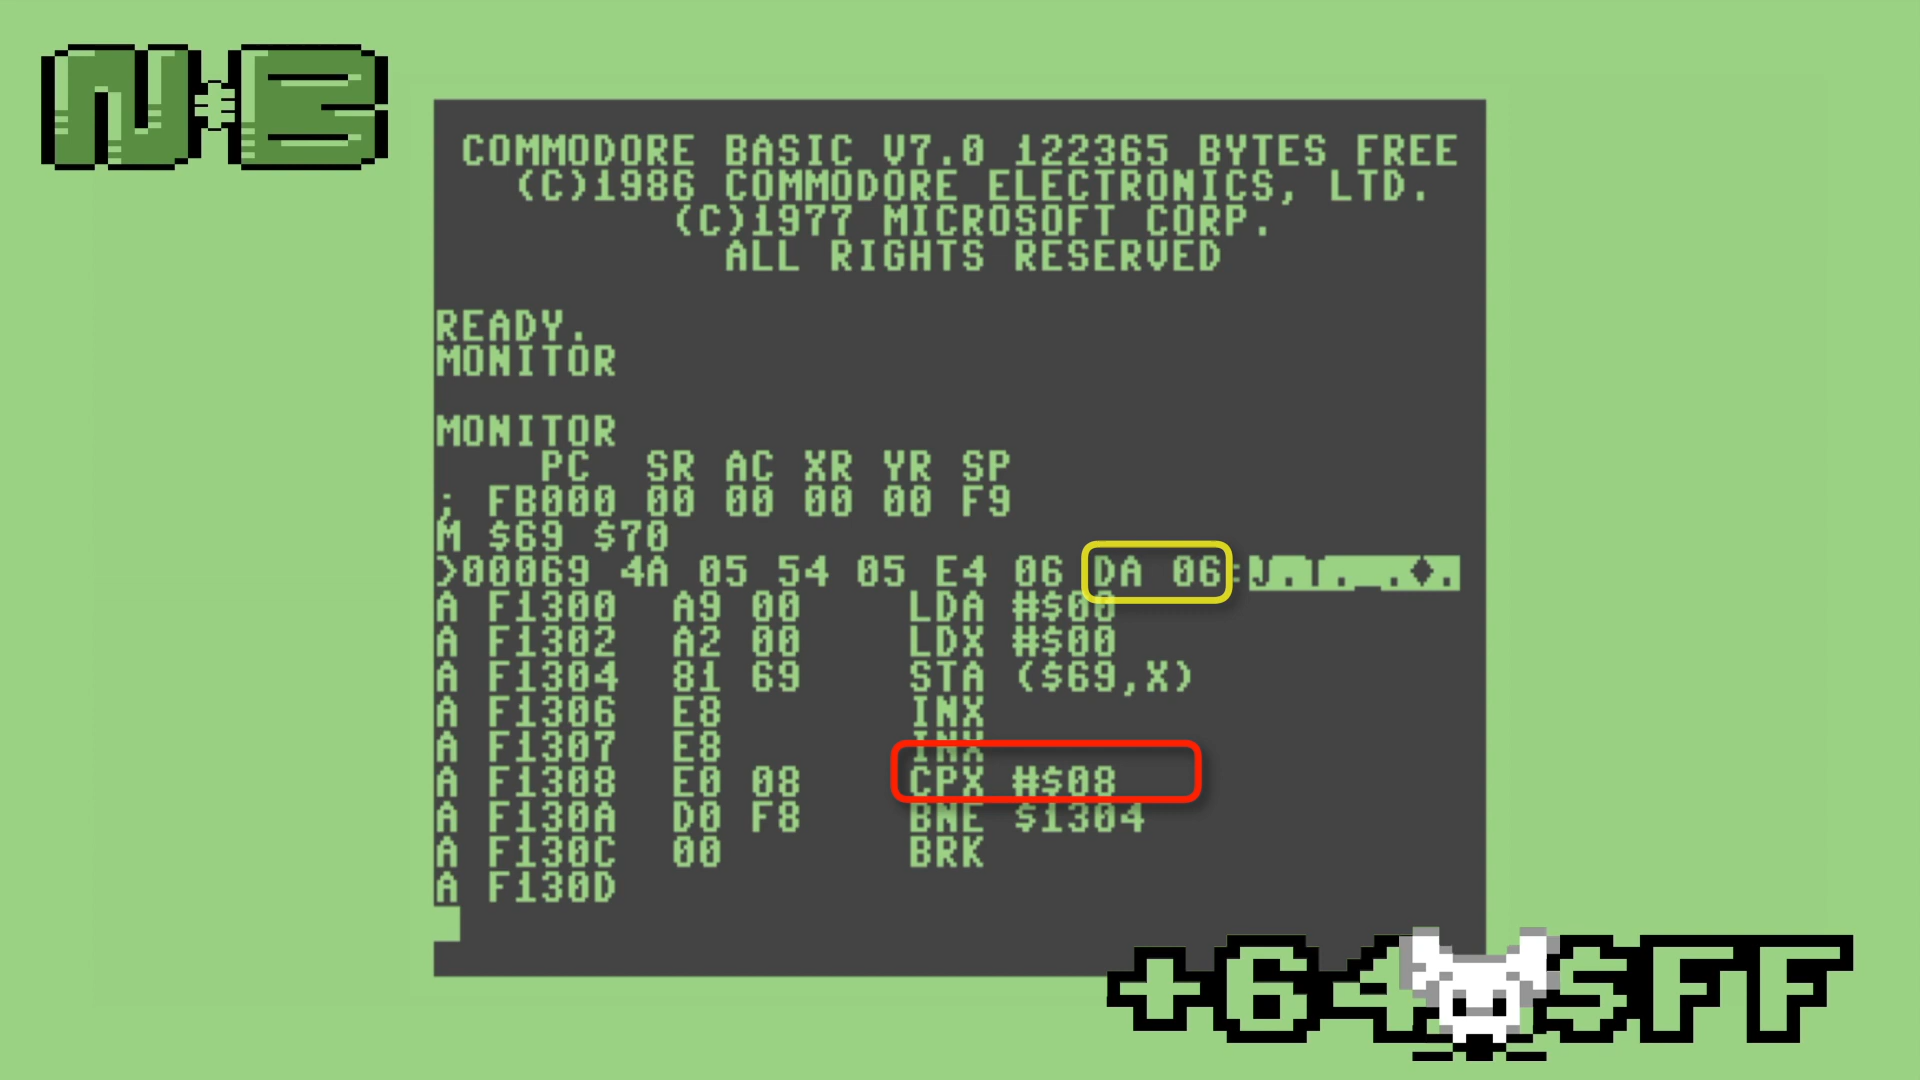 N B
COMMODORE BASIC V7.0 122365 BYTES FREE
(C)1986 COMMODORE ELECTRONICS, LTD.
(C)1977 MICROSOFT CORP.
ALL RIGHTS RESERVED
READY.
MONITOR
MONITOR
PC SR AC XR YR SP
; FB000 00 00 00 00 F9
M $69 $70
>00069 4A 05 54 05 E4 06 DA 06:
A F1300 A9 00 LDA #$00
A F1302 A2 00 LDX #$00
A F1304 81 69 STA ($69,X)
A F1306 E8 INX
A F1307 E8 INX
A F1308 E0 08 CPX #$08
A F130A D0 F8 BNE $1304
A F130C 00 BRK
A F130D
+64 $FF